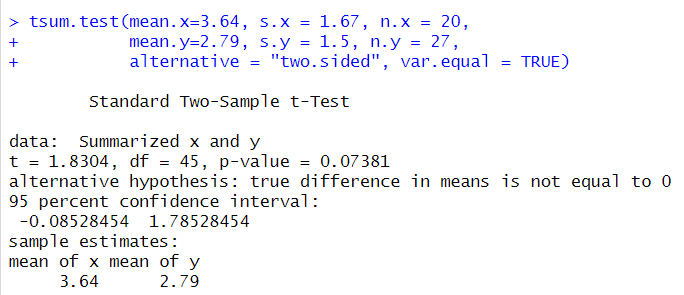 > tsum.test(mean.x=3.64, s.x = 1.67, n.x = 20,
+           mean.y=2.79, s.y = 1.5, n.y = 27,
+           alternative = "two.sided", var.equal = TRUE)
        Standard Two-Sample t-Test
data:  Summarized x and y
t = 1.8304, df = 45, p-value = 0.07381
alternative hypothesis: true difference in means is not equal to 0
95 percent confidence interval:
 -0.08528454  1.78528454
sample estimates:
mean of x mean of y
     3.64      2.79